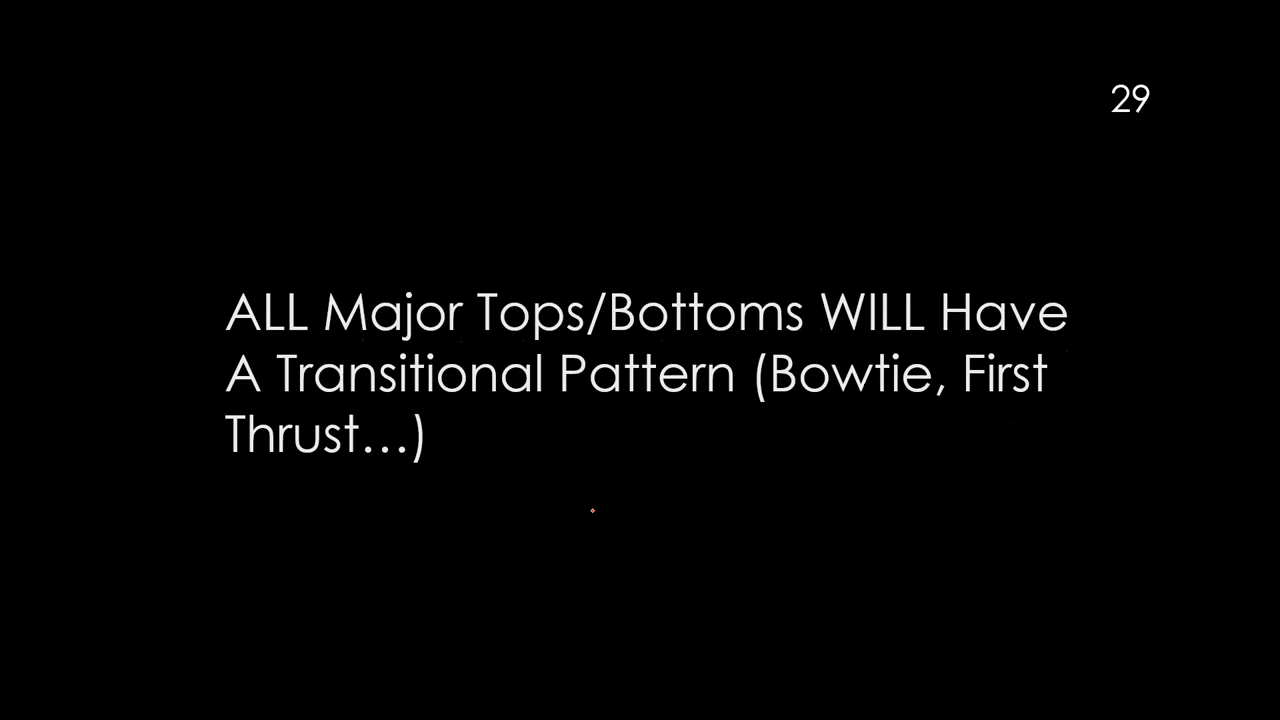 29
ALL Major Tops/Bottoms WILL Have
A Transitional Pattern (Bowtie, First
Thrust…)